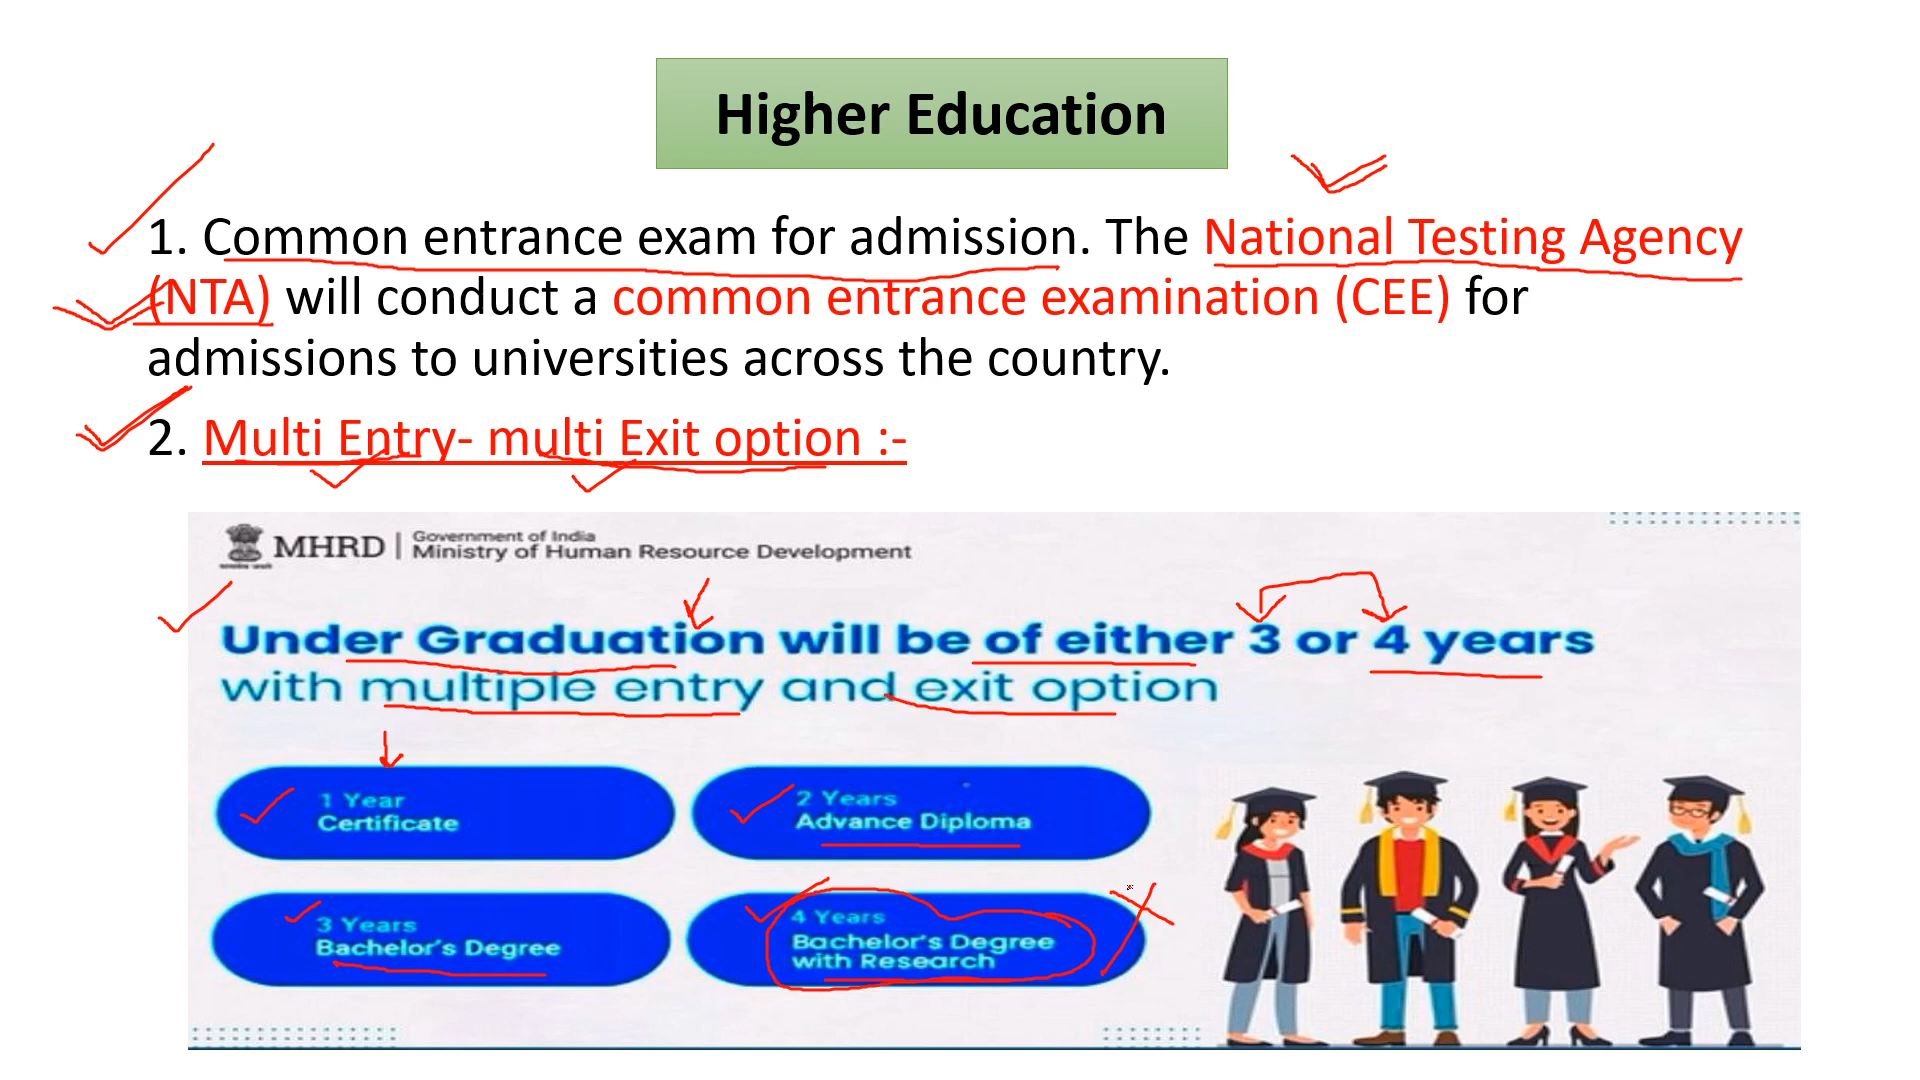 Higher Education
1. Common entrance exam for admission. The National Testing Agency
(NTA) will conduct a common entrance examination (CEE) for
admissions to universities across the country.
2. Multi Entry- multi Exit option :-
MHRD | Government of India
Ministry of Human Resource Development
Under Graduation will be of either 3 or 4 years
with multiple entry and exit option
1 Year
Certificate
2 Years
Advance Diploma
3 Years
Bachelor's Degree
4 Years
Bachelor's Degree
with Research